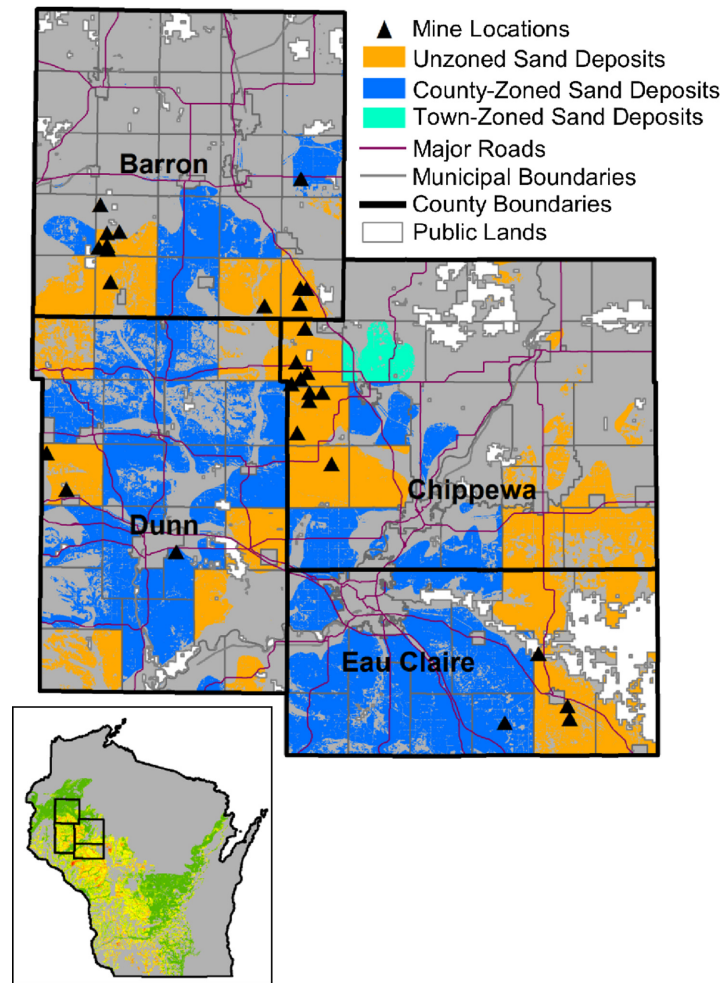 Mine Locations
Unzoned Sand Deposits
County-Zoned Sand Deposits
Town-Zoned Sand Deposits
Major Roads
Municipal Boundaries
County Boundaries
Public Lands
Barron
Chippewa
Dunn
Eau Claire